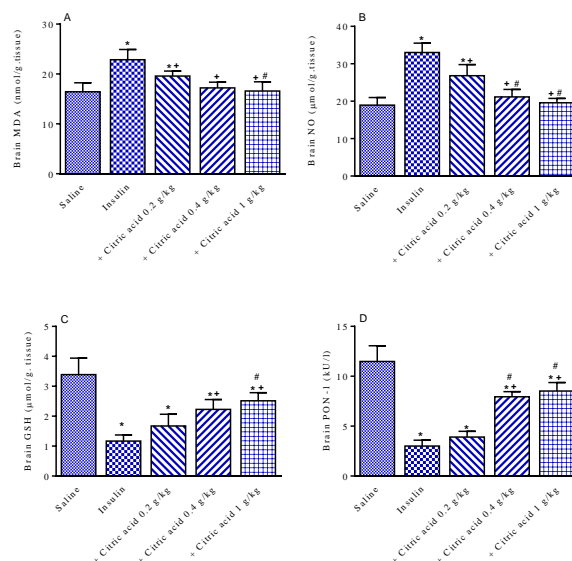 A
Brain MDA (nmol/g.tissue)
30
20
10
0
*
*+
+
+ #
Saline
Insulin
+ Citric acid 0.2 g/kg
+ Citric acid 0.4 g/kg
+ Citric acid 1 g/kg
B
Brain NO (µmol/g.tissue)
40
30
20
10
0
*
*+
+ #
+ #
Saline
Insulin
+ Citric acid 0.2 g/kg
+ Citric acid 0.4 g/kg
+ Citric acid 1 g/kg
C
Brain GSH (µmol/g. tissue)
5
4
3
2
1
0
*
*
*+
#
*+
Saline
Insulin
+ Citric acid 0.2 g/kg
+ Citric acid 0.4 g/kg
+ Citric acid 1 g/kg
D
Brain PON-1 (kU/l)
15
10
5
0
*
*
#
*+
#
*+
Saline
Insulin
+ Citric acid 0.2 g/kg
+ Citric acid 0.4 g/kg
+ Citric acid 1 g/kg